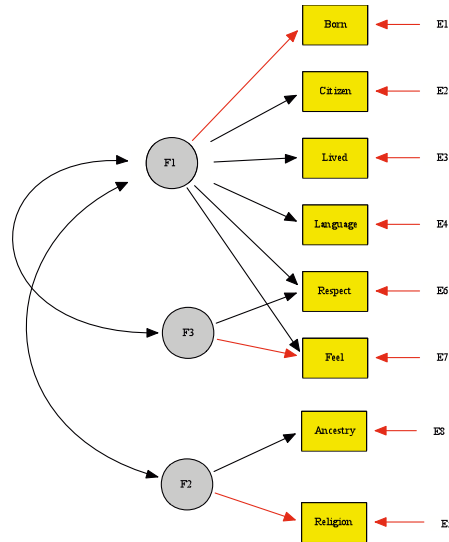 Born E1
Citizen E2
F1
Lived E3
Language E4
Respect E6
F3
Feel E7
Ancestry E8
F2
Religion